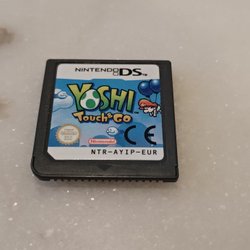 NINTENDO DS
YOSHI
Touch & Go
Nintendo
CE
NTR-AYIP-EUR